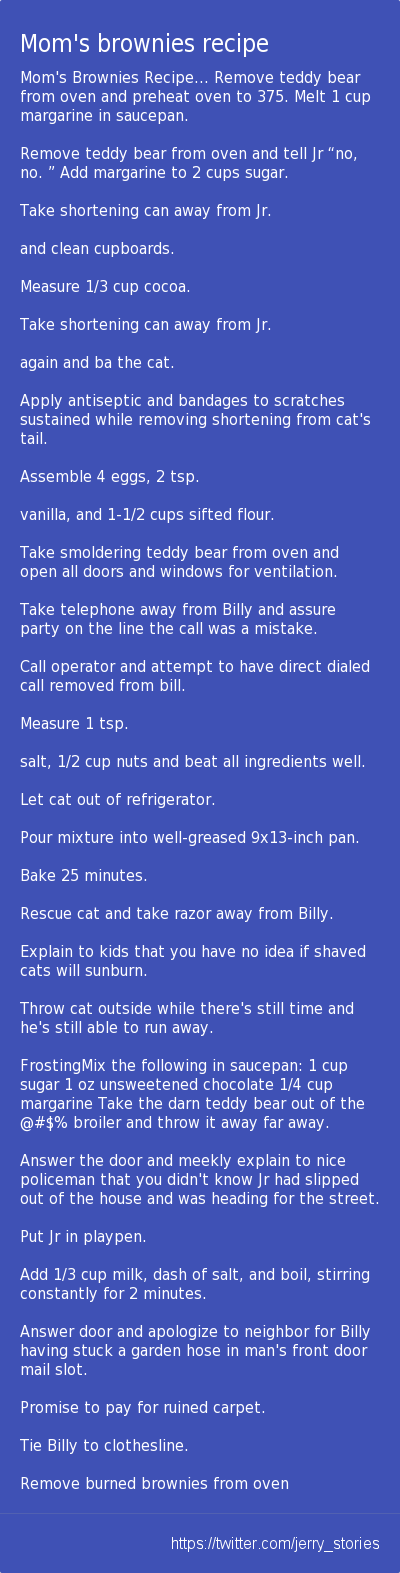 Mom's brownies recipe
Mom's Brownies Recipe... Remove teddy bear
from oven and preheat oven to 375. Melt 1 cup
margarine in saucepan.
Remove teddy bear from oven and tell Jr “no,
no. ” Add margarine to 2 cups sugar.
Take shortening can away from Jr.
and clean cupboards.
Measure 1/3 cup cocoa.
Take shortening can away from Jr.
again and ba the cat.
Apply antiseptic and bandages to scratches
sustained while removing shortening from cat's
tail.
Assemble 4 eggs, 2 tsp.
vanilla, and 1-1/2 cups sifted flour.
Take smoldering teddy bear from oven and
open all doors and windows for ventilation.
Take telephone away from Billy and assure
party on the line the call was a mistake.
Call operator and attempt to have direct dialed
call removed from bill.
Measure 1 tsp.
salt, 1/2 cup nuts and beat all ingredients well.
Let cat out of refrigerator.
Pour mixture into well-greased 9x13-inch pan.
Bake 25 minutes.
Rescue cat and take razor away from Billy.
Explain to kids that you have no idea if shaved
cats will sunburn.
Throw cat outside while there's still time and
he's still able to run away.
FrostingMix the following in saucepan: 1 cup
sugar 1 oz unsweetened chocolate 1/4 cup
margarine Take the darn teddy bear out of the
@#$% broiler and throw it away far away.
Answer the door and meekly explain to nice
policeman that you didn't know Jr had slipped
out of the house and was heading for the street.
Put Jr in playpen.
Add 1/3 cup milk, dash of salt, and boil, stirring
constantly for 2 minutes.
Answer door and apologize to neighbor for Billy
having stuck a garden hose in man's front door
mail slot.
Promise to pay for ruined carpet.
Tie Billy to clothesline.
Remove burned brownies from oven
https://twitter.com/jerry_stories